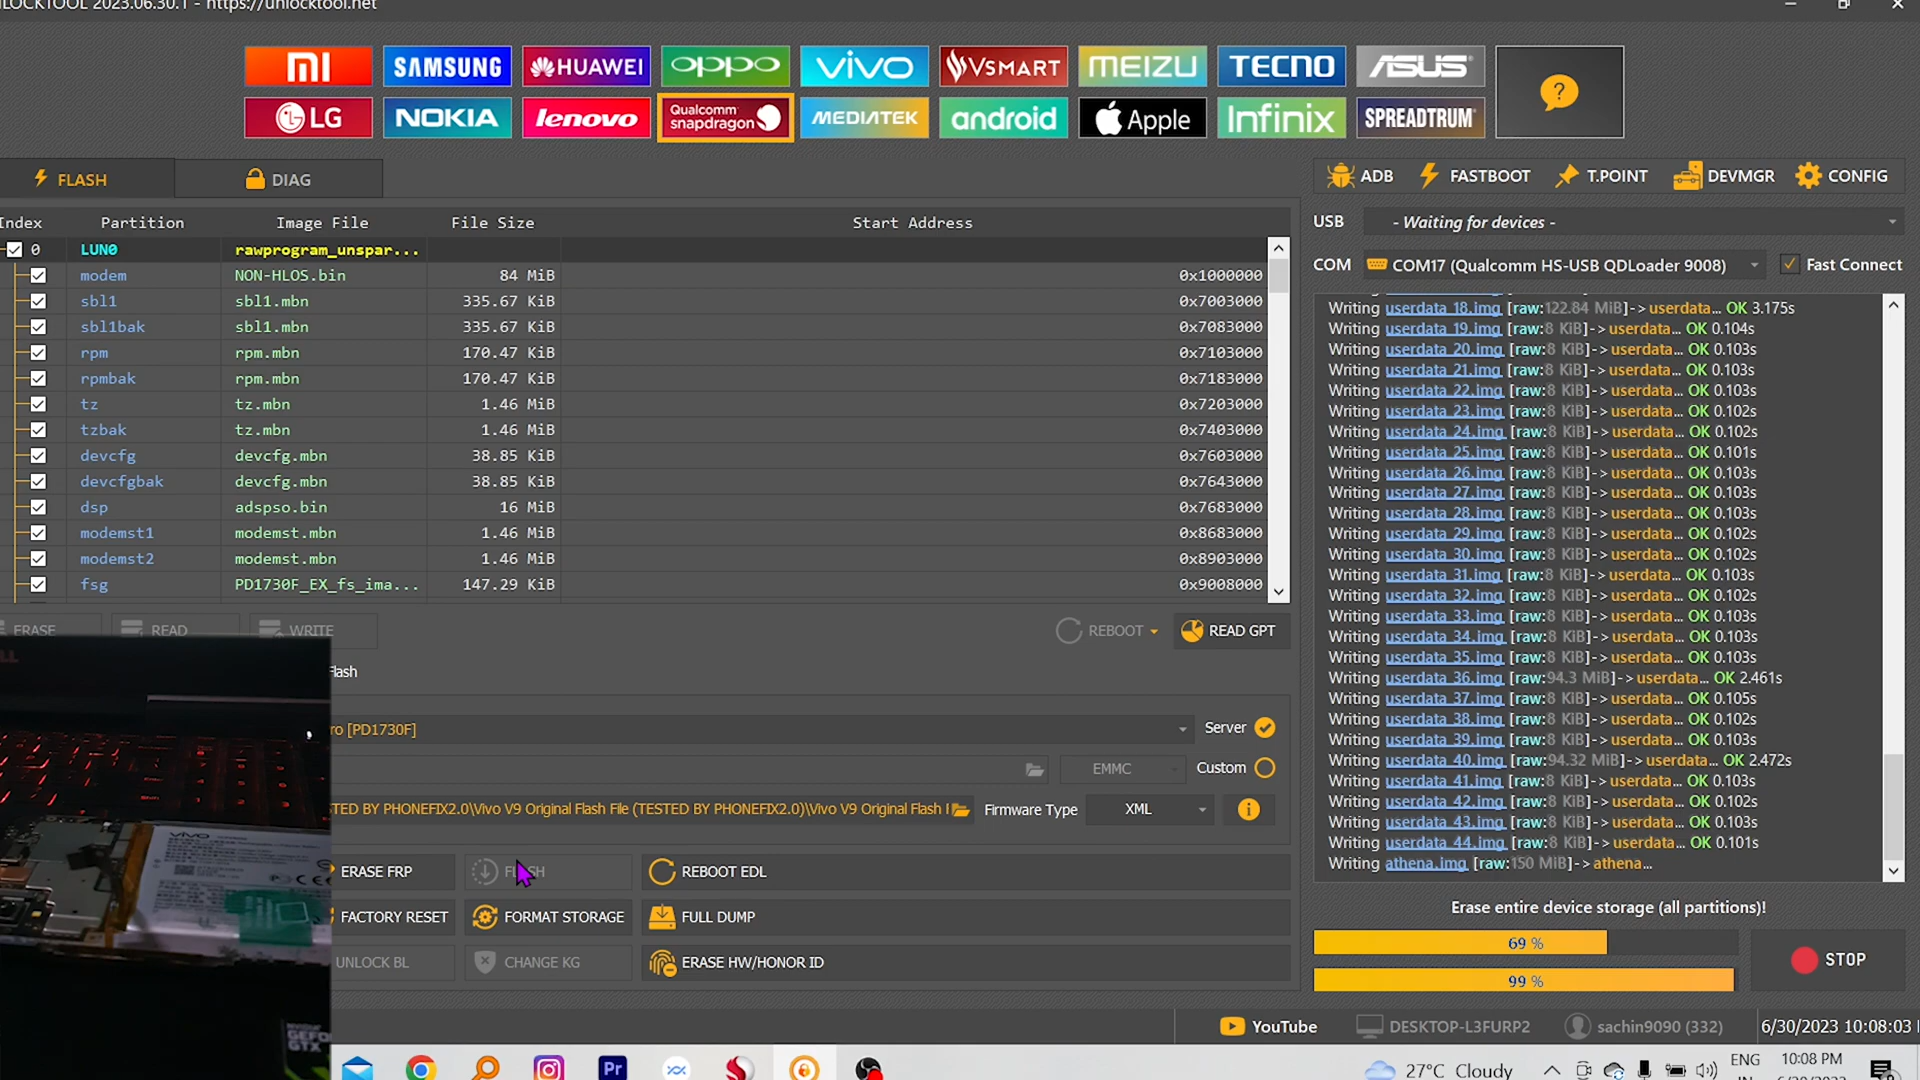 NLOCKTOOL 2023.06.30.1 - https://unlocktool.net
MI SAMSUNG HUAWEI OPPO VIVO VSMART MEIZU TECNO ASUS ?
LG NOKIA lenovo Qualcomm snapdragon MEDIATEK android Apple Infinix SPREADTRUM
FLASH DIAG
ADB FASTBOOT T.POINT DEVMGR CONFIG
USB - Waiting for devices -
COM COM17 (Qualcomm HS-USB QDLoader 9008) Fast Connect
Index Partition Image File File Size Start Address
0 LUN0 rawprogram_unspar...
modem NON-HLOS.bin 84 MiB 0x1000000
sbl1 sbl1.mbn 335.67 KiB 0x7003000
sbl1bak sbl1.mbn 335.67 KiB 0x7083000
rpm rpm.mbn 170.47 KiB 0x7103000
rpmbak rpm.mbn 170.47 KiB 0x7183000
tz tz.mbn 1.46 MiB 0x7203000
tzbak tz.mbn 1.46 MiB 0x7403000
devcfg devcfg.mbn 38.85 KiB 0x7603000
devcfgbak devcfg.mbn 38.85 KiB 0x7643000
dsp adspso.bin 16 MiB 0x7683000
modemst1 modemst.mbn 1.46 MiB 0x8683000
modemst2 modemst.mbn 1.46 MiB 0x8903000
fsg PD1730F_EX_fs_ima... 147.29 KiB 0x9008000
ERASE READ WRITE REBOOT READ GPT
Flash
ro [PD1730F] Server
EMMC Custom
STED BY PHONEFIX2.0\Vivo V9 Original Flash File (TESTED BY PHONEFIX2.0)\Vivo V9 Original Flash F Firmware Type XML
ERASE FRP FLASH REBOOT EDL
FACTORY RESET FORMAT STORAGE FULL DUMP
UNLOCK BL CHANGE KG ERASE HW/HONOR ID
Writing userdata_18.img [raw:122.84 MiB]->userdata... OK 3.175s
Writing userdata_19.img [raw:8 KiB]->userdata... OK 0.104s
Writing userdata_20.img [raw:8 KiB]->userdata... OK 0.103s
Writing userdata_21.img [raw:8 KiB]->userdata... OK 0.103s
Writing userdata_22.img [raw:8 KiB]->userdata... OK 0.103s
Writing userdata_23.img [raw:8 KiB]->userdata... OK 0.102s
Writing userdata_24.img [raw:8 KiB]->userdata... OK 0.102s
Writing userdata_25.img [raw:8 KiB]->userdata... OK 0.101s
Writing userdata_26.img [raw:8 KiB]->userdata... OK 0.103s
Writing userdata_27.img [raw:8 KiB]->userdata... OK 0.103s
Writing userdata_28.img [raw:8 KiB]->userdata... OK 0.103s
Writing userdata_29.img [raw:8 KiB]->userdata... OK 0.102s
Writing userdata_30.img [raw:8 KiB]->userdata... OK 0.102s
Writing userdata_31.img [raw:8 KiB]->userdata... OK 0.103s
Writing userdata_32.img [raw:8 KiB]->userdata... OK 0.102s
Writing userdata_33.img [raw:8 KiB]->userdata... OK 0.103s
Writing userdata_34.img [raw:8 KiB]->userdata... OK 0.103s
Writing userdata_35.img [raw:8 KiB]->userdata... OK 0.103s
Writing userdata_36.img [raw:94.3 MiB]->userdata... OK 2.461s
Writing userdata_37.img [raw:8 KiB]->userdata... OK 0.105s
Writing userdata_38.img [raw:8 KiB]->userdata... OK 0.102s
Writing userdata_39.img [raw:8 KiB]->userdata... OK 0.103s
Writing userdata_40.img [raw:94.32 MiB]->userdata... OK 2.472s
Writing userdata_41.img [raw:8 KiB]->userdata... OK 0.103s
Writing userdata_42.img [raw:8 KiB]->userdata... OK 0.102s
Writing userdata_43.img [raw:8 KiB]->userdata... OK 0.103s
Writing userdata_44.img [raw:8 KiB]->userdata... OK 0.101s
Writing athena.img [raw:150 MiB]->athena...
Erase entire device storage (all partitions)!
69 %
99 %
STOP
YouTube DESKTOP-L3FURP2 sachin9090 (332) 6/30/2023 10:08:03
vivo
GEFO
GTX
Pr
27°C Cloudy ENG 10:08 PM